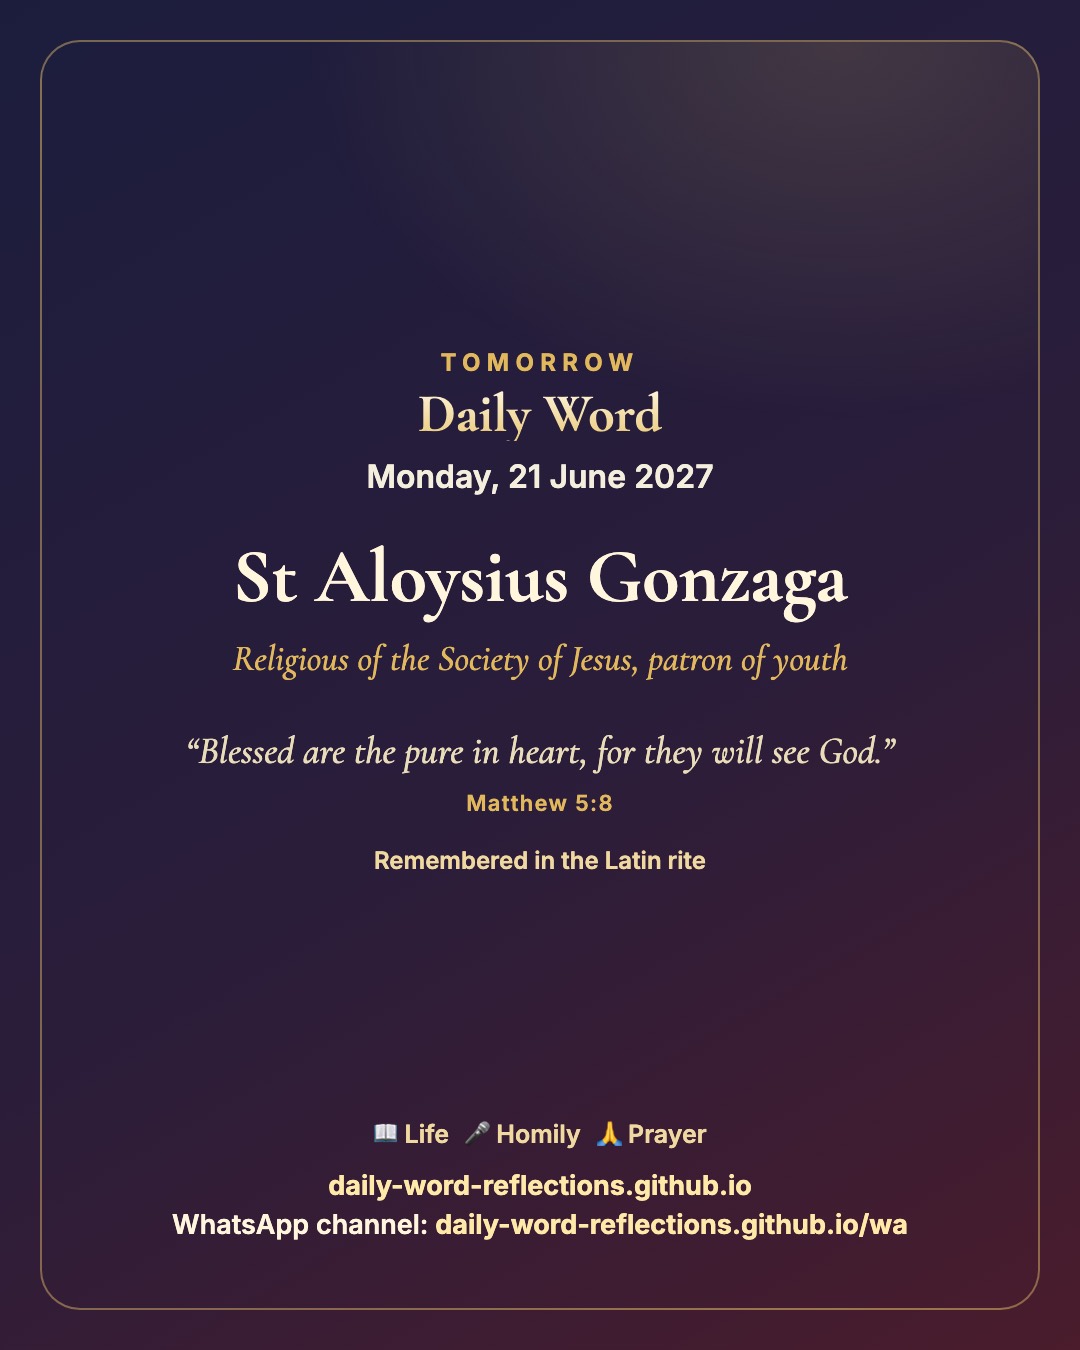 TOMORROW
Daily Word
Monday, 21 June 2027
St Aloysius Gonzaga
Religious of the Society of Jesus, patron of youth
“Blessed are the pure in heart, for they will see God.”
Matthew 5:8
Remembered in the Latin rite
📖 Life 🎤 Homily 🙏 Prayer
daily-word-reflections.github.io
WhatsApp channel: daily-word-reflections.github.io/wa